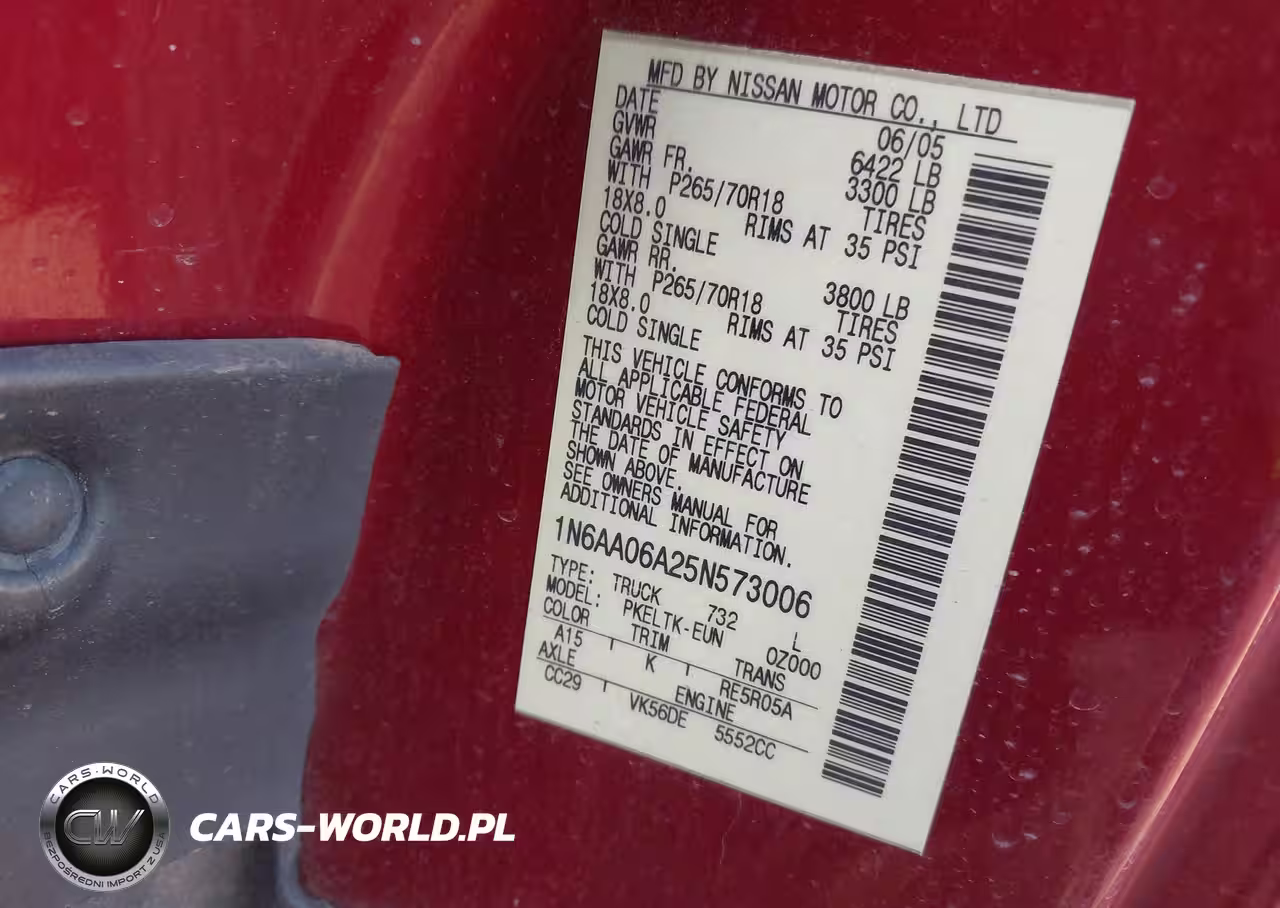 MFD BY NISSAN MOTOR CO., LTD
DATE 06/05
GVWR 6422 LB
GAWR FR. 3300 LB
WITH P265/70R18 TIRES
18X8.0 RIMS AT 35 PSI
COLD SINGLE
GAWR RR. 3800 LB
WITH P265/70R18 TIRES
18X8.0 RIMS AT 35 PSI
COLD SINGLE
THIS VEHICLE CONFORMS TO
ALL APPLICABLE FEDERAL
MOTOR VEHICLE SAFETY
STANDARDS IN EFFECT ON
THE DATE OF MANUFACTURE
SHOWN ABOVE.
SEE OWNERS MANUAL FOR
ADDITIONAL INFORMATION.
1N6AA06A25N573006
TYPE: TRUCK 732 L
MODEL: PKELTK-EUN 0Z000
COLOR TRIM TRANS
A15 K RE5R05A
AXLE ENGINE
CC29 VK56DE 5552CC
CARS-WORLD
CW
BEZPOŚREDNI IMPORT Z USA
CARS-WORLD.PL